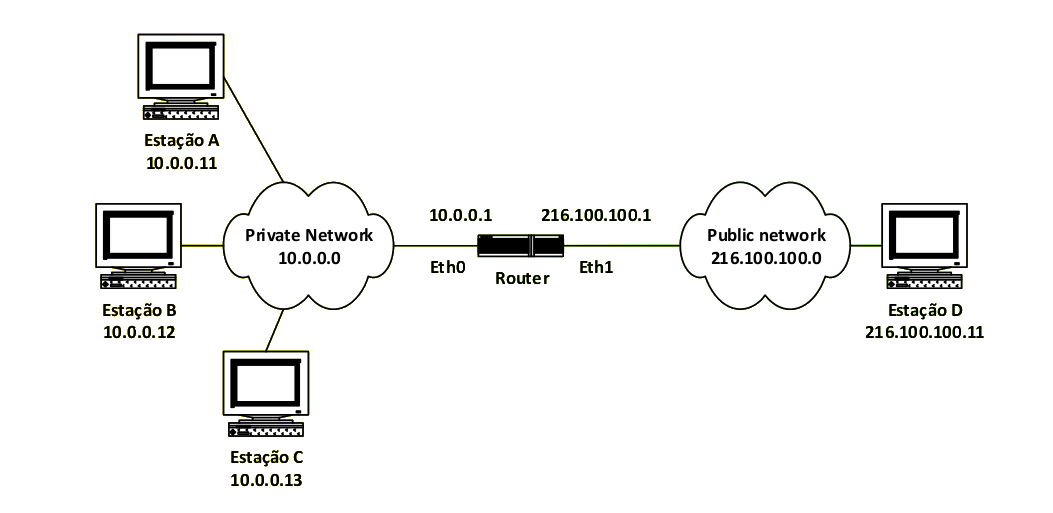 Estação A
10.0.0.11
Private Network
10.0.0.0
10.0.0.1
216.100.100.1
Eth0
Router
Eth1
Public network
216.100.100.0
Estação B
10.0.0.12
Estação D
216.100.100.11
Estação C
10.0.0.13